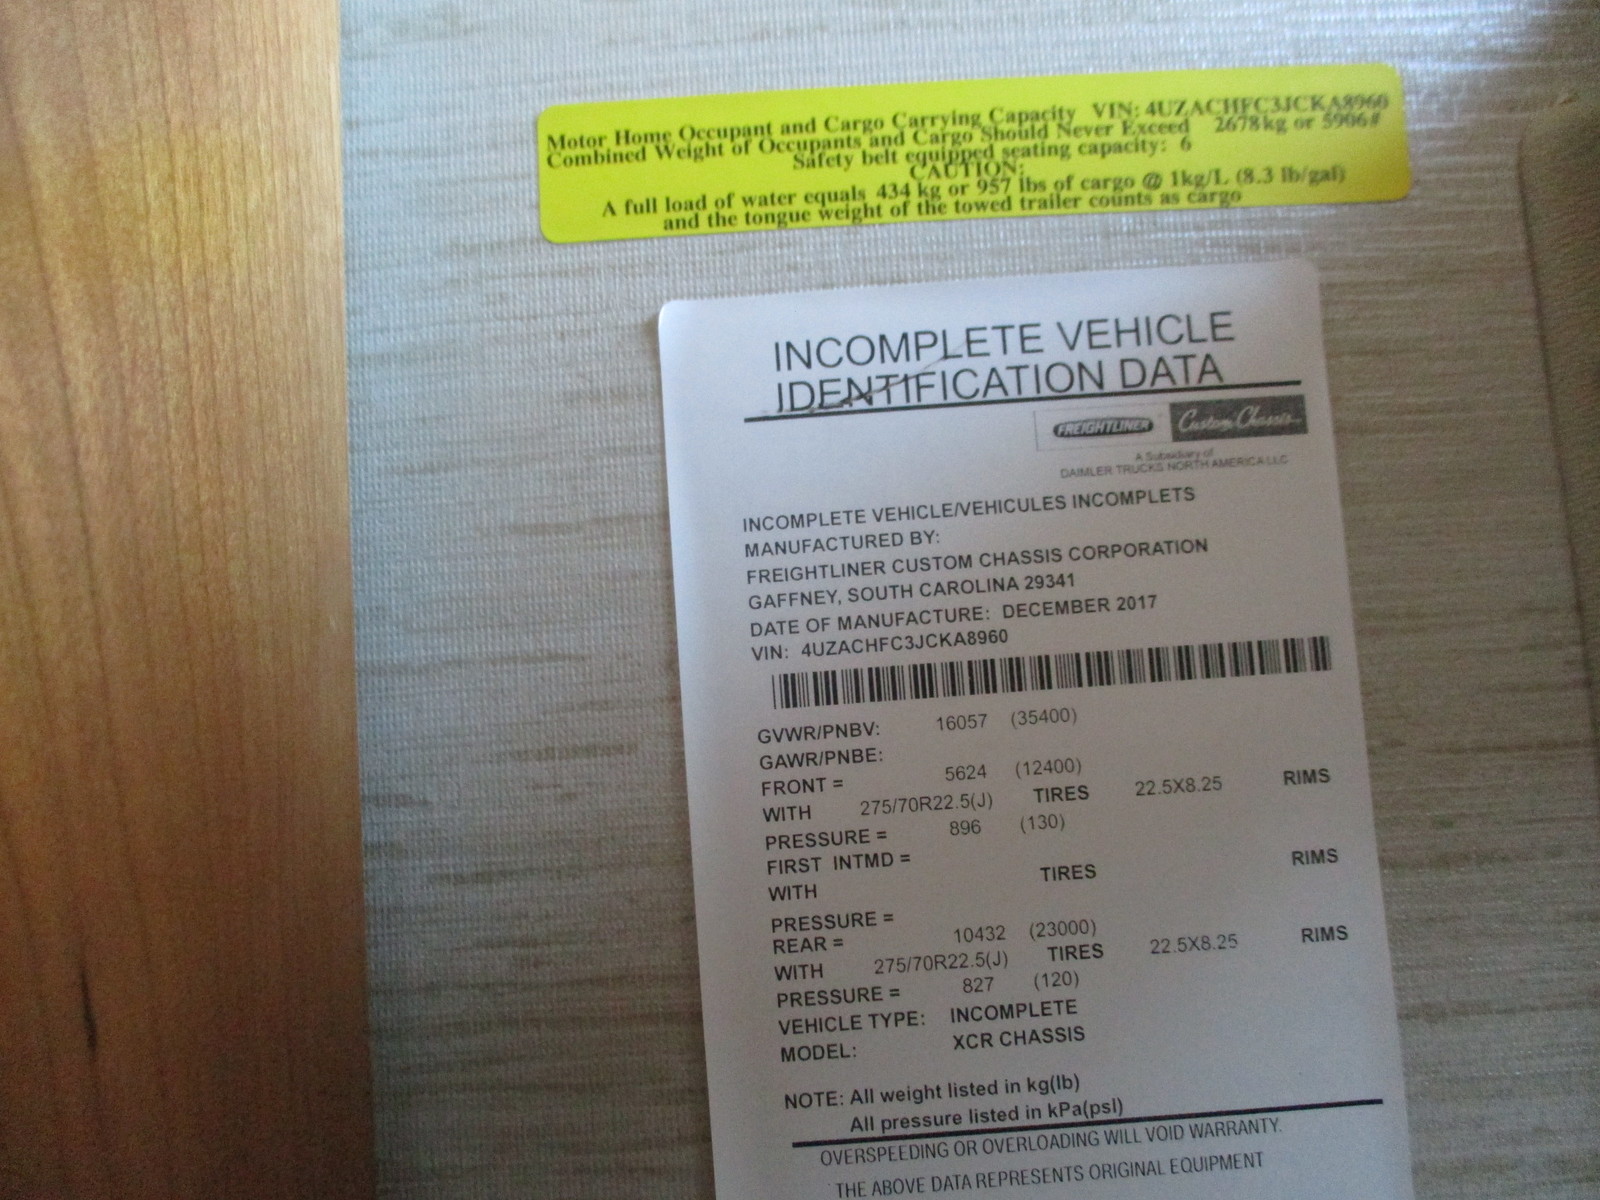 Motor Home Occupant and Cargo Carrying Capacity VIN: 4UZACHFC3JCKA8960
Combined Weight of Occupants and Cargo Should Never Exceed 2678kg or 5906#
Safety belt equipped seating capacity: 6
CAUTION:
A full load of water equals 434 kg or 957 lbs of cargo @ 1kg/L (8.3 lb/gal)
and the tongue weight of the towed trailer counts as cargo
INCOMPLETE VEHICLE
IDENTIFICATION DATA
FREIGHTLINER Custom Chassis
A Subsidiary of
DAIMLER TRUCKS NORTH AMERICA LLC
INCOMPLETE VEHICLE/VEHICULES INCOMPLETS
MANUFACTURED BY:
FREIGHTLINER CUSTOM CHASSIS CORPORATION
GAFFNEY, SOUTH CAROLINA 29341
DATE OF MANUFACTURE: DECEMBER 2017
VIN: 4UZACHFC3JCKA8960
GVWR/PNBV: 16057 (35400)
GAWR/PNBE:
FRONT = 5624 (12400)
WITH 275/70R22.5(J) TIRES 22.5X8.25 RIMS
PRESSURE = 896 (130)
FIRST INTMD =
WITH TIRES RIMS
PRESSURE =
REAR = 10432 (23000)
WITH 275/70R22.5(J) TIRES 22.5X8.25 RIMS
PRESSURE = 827 (120)
VEHICLE TYPE: INCOMPLETE
MODEL: XCR CHASSIS
NOTE: All weight listed in kg(lb)
All pressure listed in kPa(psi)
OVERSPEEDING OR OVERLOADING WILL VOID WARRANTY.
THE ABOVE DATA REPRESENTS ORIGINAL EQUIPMENT